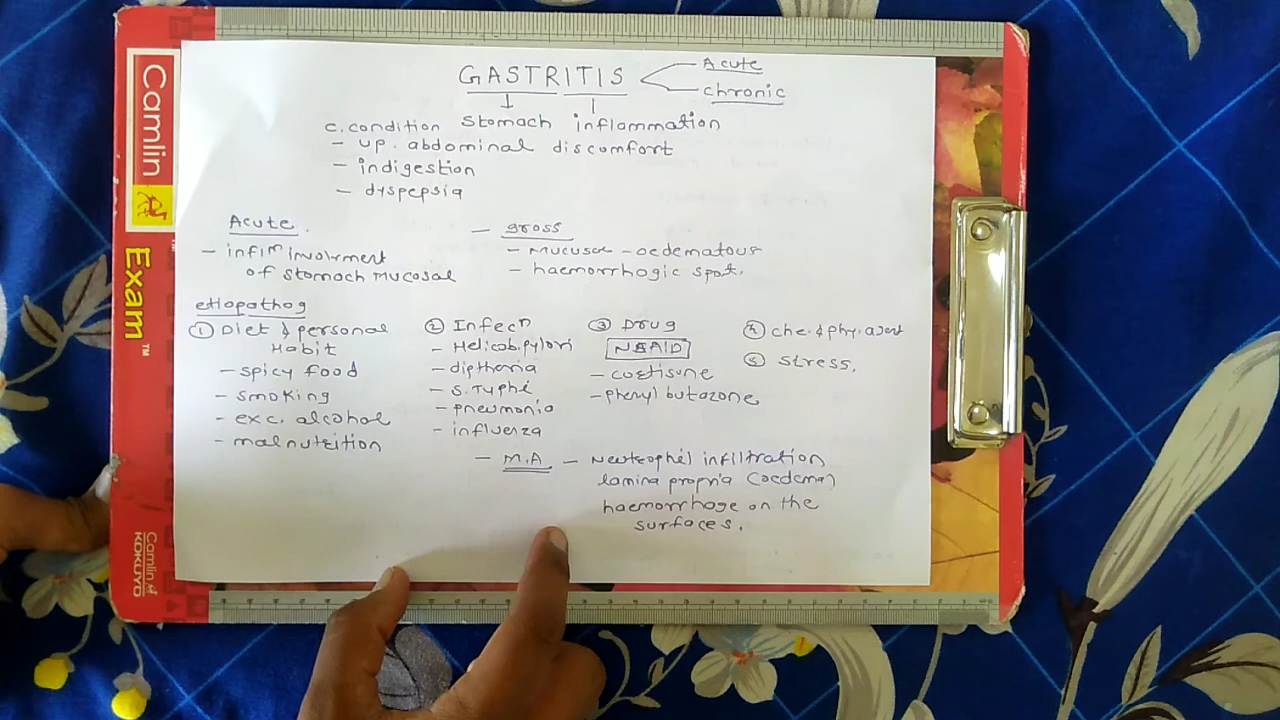 GASTRITIS
Acute
chronic
c.condition stomach inflammation
- up. abdominal discomfort
- indigestion
- dyspepsia
Acute.
- inflm involvment
of stomach mucosal
- gross
- mucosal - oedematous
- haemorrhagic spot.
etiopathog
① Diet & personal
Habit
- spicy food
- smoking
- exc. alcohol
- malnutrition
② Infecn
- Helicob.pylori
- diptheria
- s.Typhi
- pneumonia
- influenza
③ Drug
NSAID
- cortisone
- phenyl butazone
④ che. & phy. agent
⑤ stress.
- M.A - Neutrophil infiltration
lamina propria (oedema)
haemorrhage on the
surfaces.
Camlin
Exam™
Camlin
KOKUYO